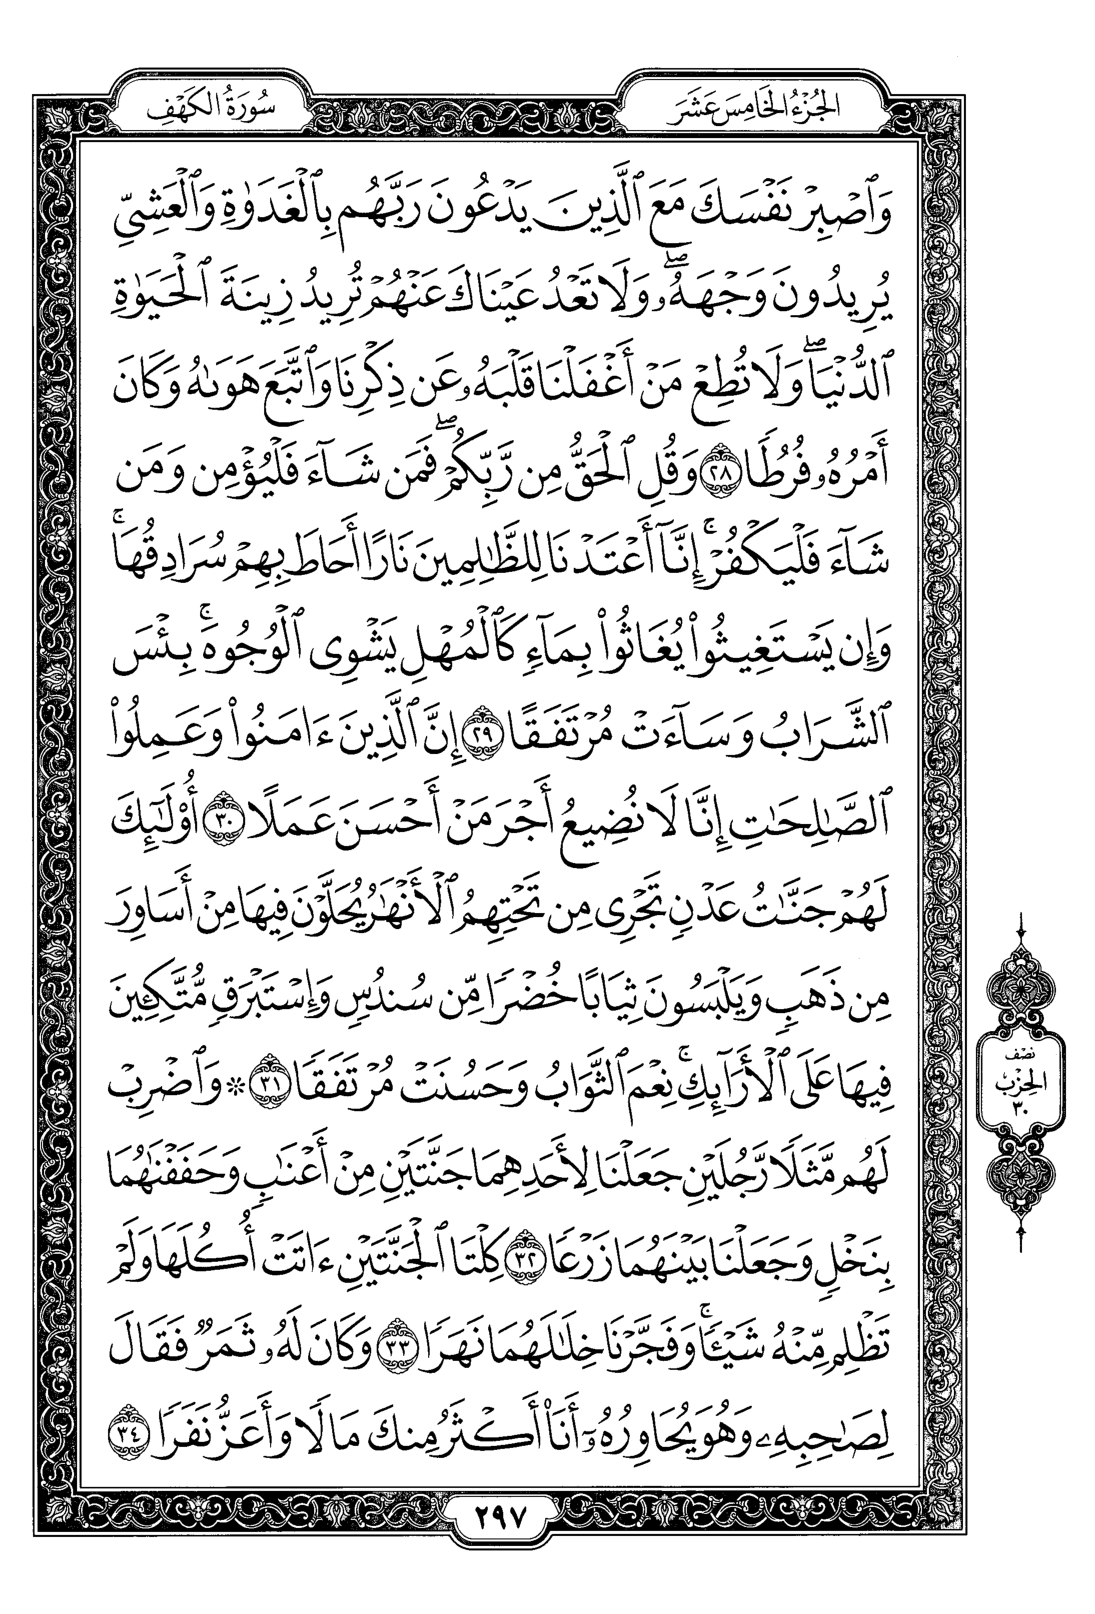 الجُزْءُ الخَامِسَ عَشَرَ
سُورَةُ الكَهْفِ
وَٱصْبِرْ نَفْسَكَ مَعَ ٱلَّذِينَ يَدْعُونَ رَبَّهُم بِٱلْغَدَوٰةِ وَٱلْعَشِيِّ
يُرِيدُونَ وَجْهَهُۥۖ وَلَا تَعْدُ عَيْنَاكَ عَنْهُمْ تُرِيدُ زِينَةَ ٱلْحَيَوٰةِ
ٱلدُّنْيَاۖ وَلَا تُطِعْ مَنْ أَغْفَلْنَا قَلْبَهُۥ عَن ذِكْرِنَا وَٱتَّبَعَ هَوَىٰهُ وَكَانَ
أَمْرُهُۥ فُرُطًا ٢٨ وَقُلِ ٱلْحَقُّ مِن رَّبِّكُمْۖ فَمَن شَآءَ فَلْيُؤْمِن وَمَن
شَآءَ فَلْيَكْفُرْۚ إِنَّآ أَعْتَدْنَا لِلظَّٰلِمِينَ نَارًا أَحَاطَ بِهِمْ سُرَادِقُهَاۚ
وَإِن يَسْتَغِيثُوا۟ يُغَاثُوا۟ بِمَآءٍ كَٱلْمُهْلِ يَشْوِى ٱلْوُجُوهَۚ بِئْسَ
ٱلشَّرَابُ وَسَآءَتْ مُرْتَفَقًا ٢٩ إِنَّ ٱلَّذِينَ ءَامَنُوا۟ وَعَمِلُوا۟
ٱلصَّٰلِحَٰتِ إِنَّا لَا نُضِيعُ أَجْرَ مَنْ أَحْسَنَ عَمَلًا ٣٠ أُو۟لَٰٓئِكَ
لَهُمْ جَنَّٰتُ عَدْنٍ تَجْرِى مِن تَحْتِهِمُ ٱلْأَنْهَٰرُ يُحَلَّوْنَ فِيهَا مِنْ أَسَاوِرَ
مِن ذَهَبٍ وَيَلْبَسُونَ ثِيَابًا خُضْرًا مِّن سُندُسٍ وَإِسْتَبْرَقٍ مُّتَّكِـِٔينَ
فِيهَا عَلَى ٱلْأَرَآئِكِۚ نِعْمَ ٱلثَّوَابُ وَحَسُنَتْ مُرْتَفَقًا ٣١ * وَٱضْرِبْ
لَهُم مَّثَلًا رَّجُلَيْنِ جَعَلْنَا لِأَحَدِهِمَا جَنَّتَيْنِ مِنْ أَعْنَٰبٍ وَحَفَفْنَٰهُمَا
بِنَخْلٍ وَجَعَلْنَا بَيْنَهُمَا زَرْعًا ٣٢ كِلْتَا ٱلْجَنَّتَيْنِ ءَاتَتْ أُكُلَهَا وَلَمْ
تَظْلِم مِّنْهُ شَيْـًٔاۚ وَفَجَّرْنَا خِلَٰلَهُمَا نَهَرًا ٣٣ وَكَانَ لَهُۥ ثَمَرٌ فَقَالَ
لِصَٰحِبِهِۦ وَهُوَ يُحَاوِرُهُۥٓ أَنَا۠ أَكْثَرُ مِنكَ مَالًا وَأَعَزُّ نَفَرًا ٣٤
نِصْف
الحِزْب
٣٠
٢٩٧